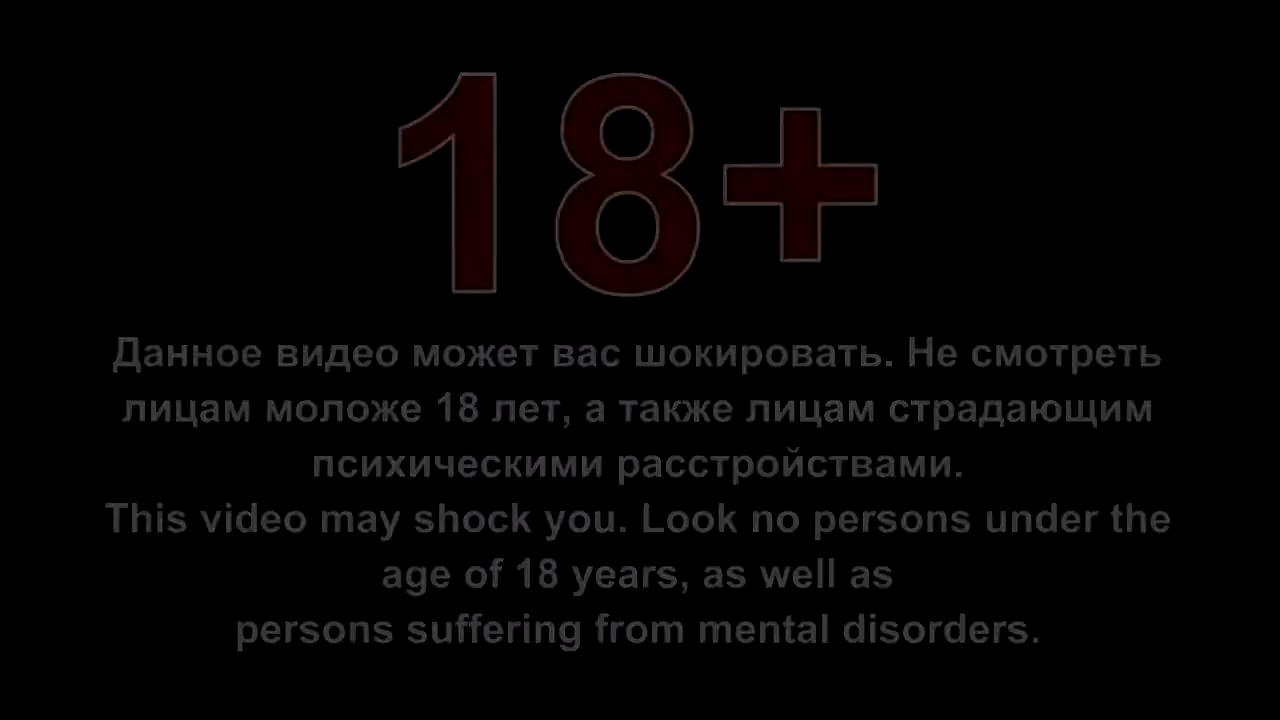 18+
Данное видео может вас шокировать. Не смотреть
лицам моложе 18 лет, а также лицам страдающим
психическими расстройствами.
This video may shock you. Look no persons under the
age of 18 years, as well as
persons suffering from mental disorders.